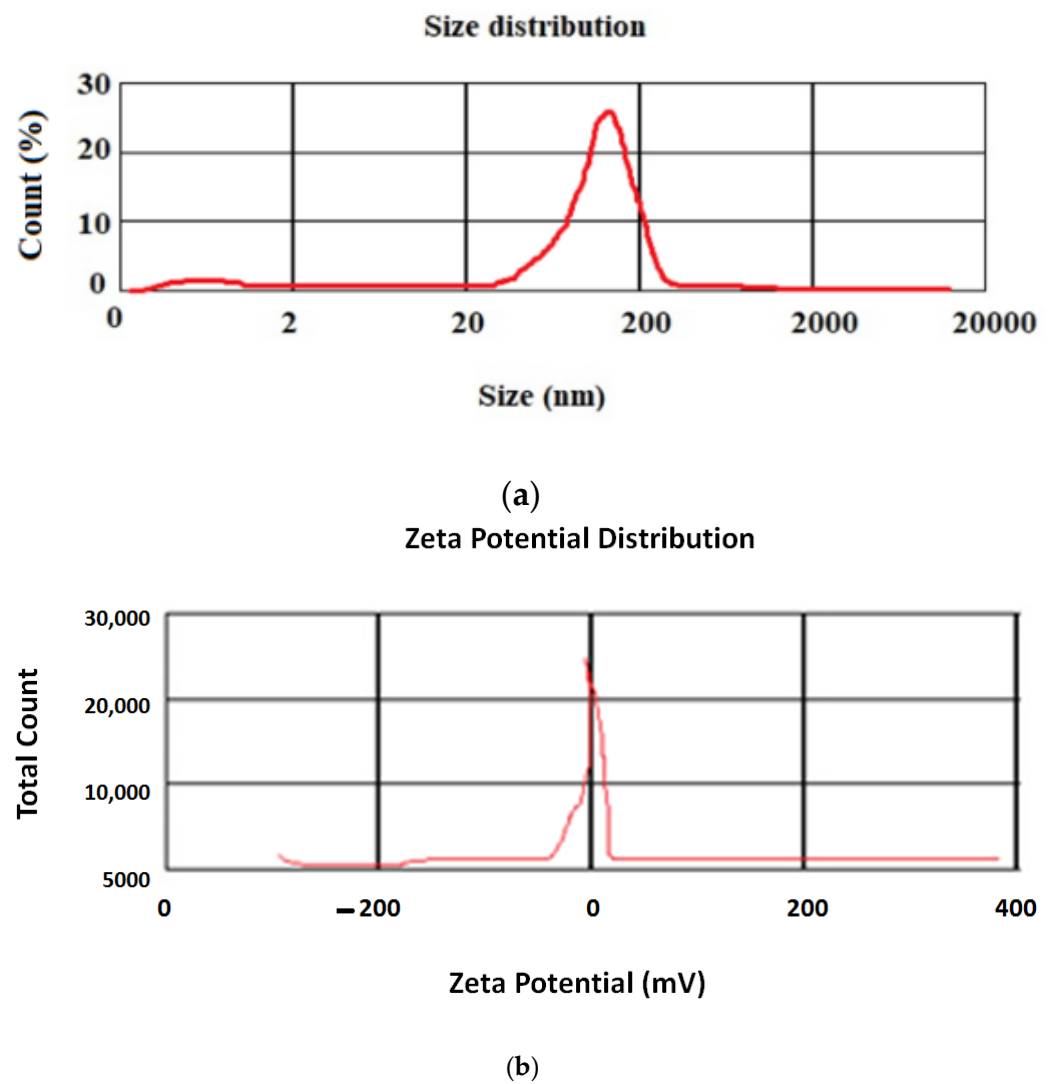 Size distribution
30
20
10
0
Count (%)
0 2 20 200 2000 20000
Size (nm)
(a)
Zeta Potential Distribution
30,000
20,000
10,000
5000
Total Count
0 −200 0 200 400
Zeta Potential (mV)
(b)